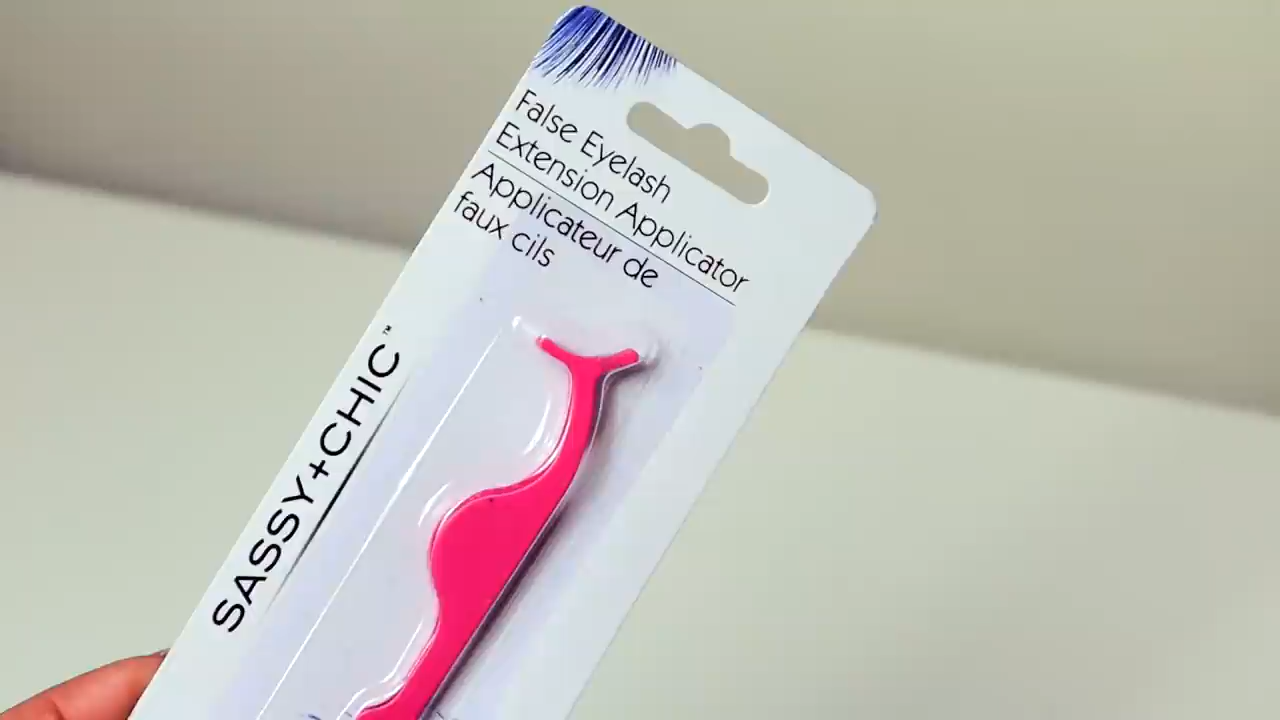 False Eyelash
Extension Applicator
Applicateur de
faux cils
SASSY+CHIC™